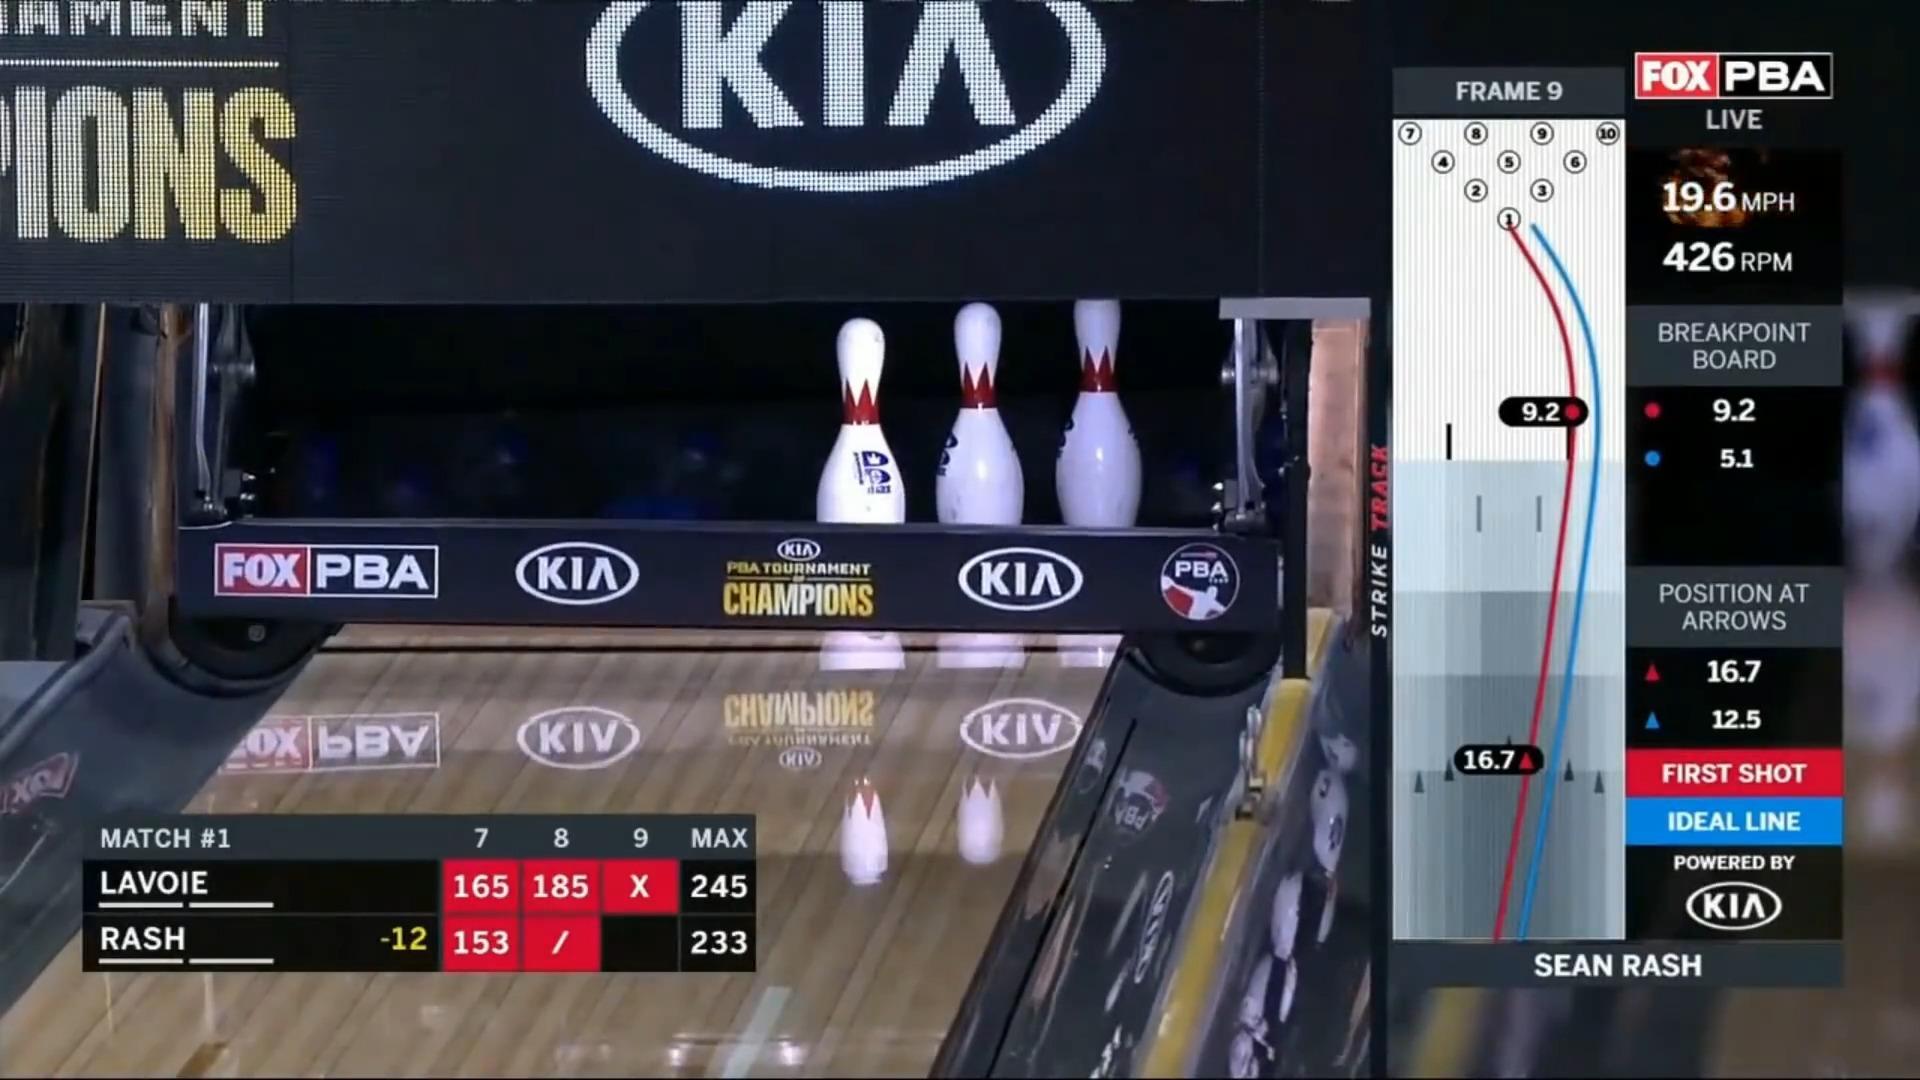 AMENT
IONS
KIA
FOX PBA
KIA
KIA
PBA TOURNAMENT
OF
CHAMPIONS
KIA
PBA
MATCH #1 7 8 9 MAX
LAVOIE 165 185 X 245
RASH -12 153 / 233
STRIKE TRACK
FRAME 9
7 8 9 10
4 5 6
2 3
1
9.2
16.7
FOX PBA
LIVE
19.6 MPH
426 RPM
BREAKPOINT
BOARD
9.2
5.1
POSITION AT
ARROWS
16.7
12.5
FIRST SHOT
IDEAL LINE
POWERED BY
KIA
SEAN RASH